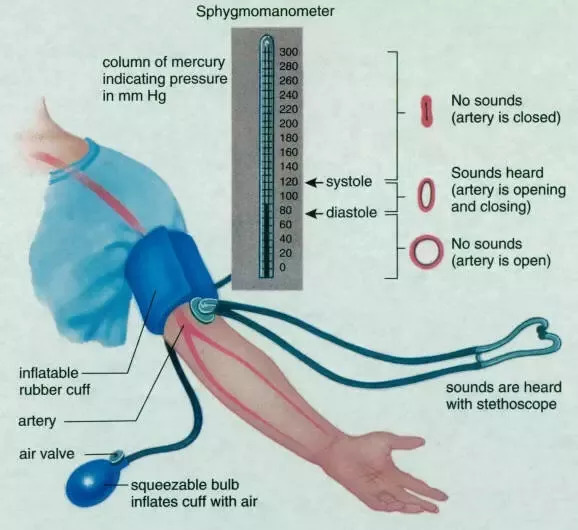 Sphygmomanometer
column of mercury
indicating pressure
in mm Hg
300
280
260
240
220
200
180
160
140
120
100
80
60
40
20
0
systole
diastole
No sounds
(artery is closed)
Sounds heard
(artery is opening
and closing)
No sounds
(artery is open)
inflatable
rubber cuff
artery
air valve
squeezable bulb
inflates cuff with air
sounds are heard
with stethoscope